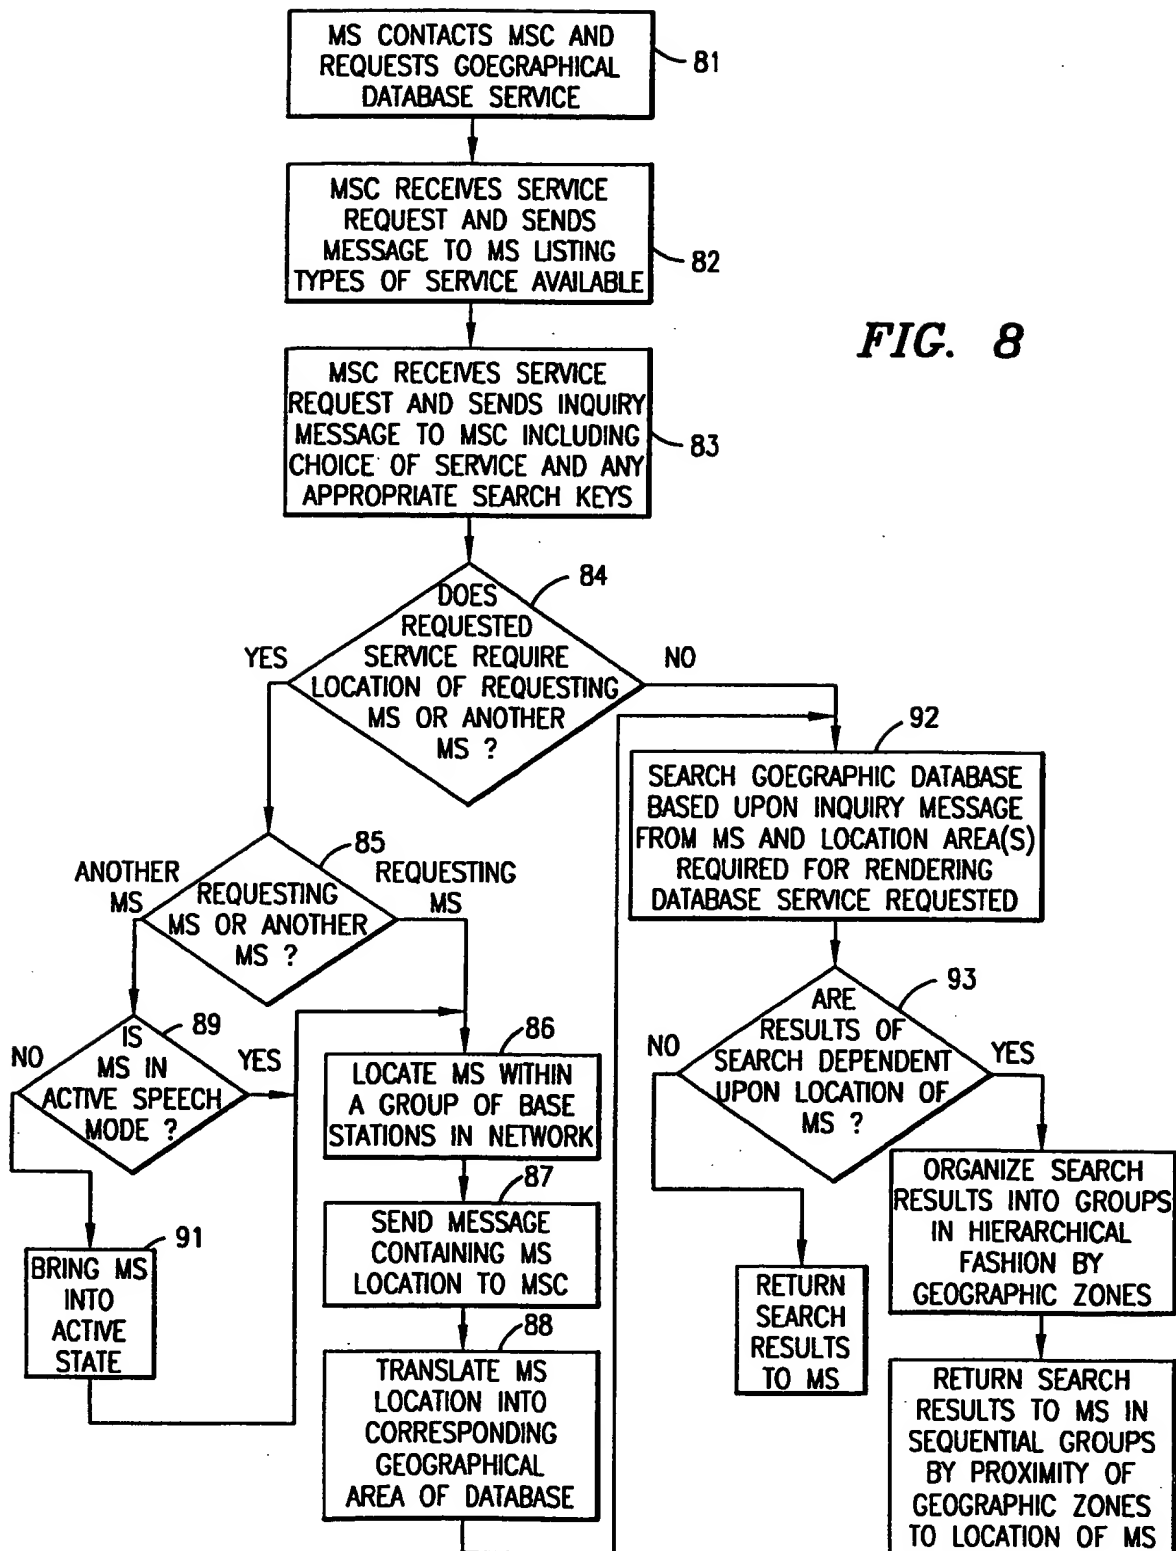 MS CONTACTS MSC AND
REQUESTS GOEGRAPHICAL
DATABASE SERVICE
81
MSC RECEIVES SERVICE
REQUEST AND SENDS
MESSAGE TO MS LISTING
TYPES OF SERVICE AVAILABLE
82
FIG. 8
MSC RECEIVES SERVICE
REQUEST AND SENDS INQUIRY
MESSAGE TO MSC INCLUDING
CHOICE OF SERVICE AND ANY
APPROPRIATE SEARCH KEYS
83
84
DOES
REQUESTED
SERVICE REQUIRE
LOCATION OF REQUESTING
MS OR ANOTHER
MS ?
YES
NO
85
REQUESTING
MS OR ANOTHER
MS ?
ANOTHER
MS
REQUESTING
MS
89
IS
MS IN
ACTIVE SPEECH
MODE ?
NO
YES
91
BRING MS
INTO
ACTIVE
STATE
86
LOCATE MS WITHIN
A GROUP OF BASE
STATIONS IN NETWORK
87
SEND MESSAGE
CONTAINING MS
LOCATION TO MSC
88
TRANSLATE MS
LOCATION INTO
CORRESPONDING
GEOGRAPHICAL
AREA OF DATABASE
92
SEARCH GOEGRAPHIC DATABASE
BASED UPON INQUIRY MESSAGE
FROM MS AND LOCATION AREA(S)
REQUIRED FOR RENDERING
DATABASE SERVICE REQUESTED
93
ARE
RESULTS OF
SEARCH DEPENDENT
UPON LOCATION OF
MS ?
NO
YES
RETURN
SEARCH
RESULTS
TO MS
ORGANIZE SEARCH
RESULTS INTO GROUPS
IN HIERARCHICAL
FASHION BY
GEOGRAPHIC ZONES
RETURN SEARCH
RESULTS TO MS IN
SEQUENTIAL GROUPS
BY PROXIMITY OF
GEOGRAPHIC ZONES
TO LOCATION OF MS